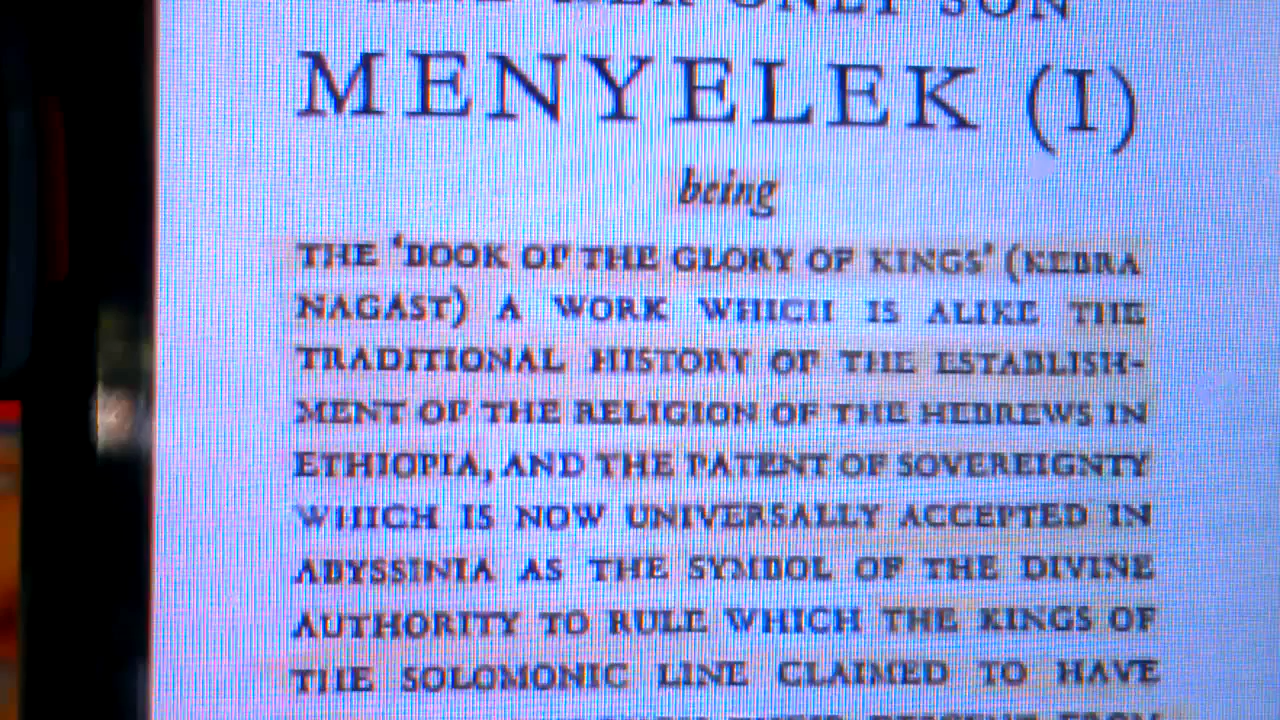 ONLY SON
MENYELEK (I)
being
THE 'BOOK OF THE GLORY OF KINGS' (KEBRA
NAGAST) A WORK WHICH IS ALIKE THE
TRADITIONAL HISTORY OF THE ESTABLISH-
MENT OF THE RELIGION OF THE HEBREWS IN
ETHIOPIA, AND THE PATENT OF SOVEREIGNTY
WHICH IS NOW UNIVERSALLY ACCEPTED IN
ABYSSINIA AS THE SYMBOL OF THE DIVINE
AUTHORITY TO RULE WHICH THE KINGS OF
THE SOLOMONIC LINE CLAIMED TO HAVE